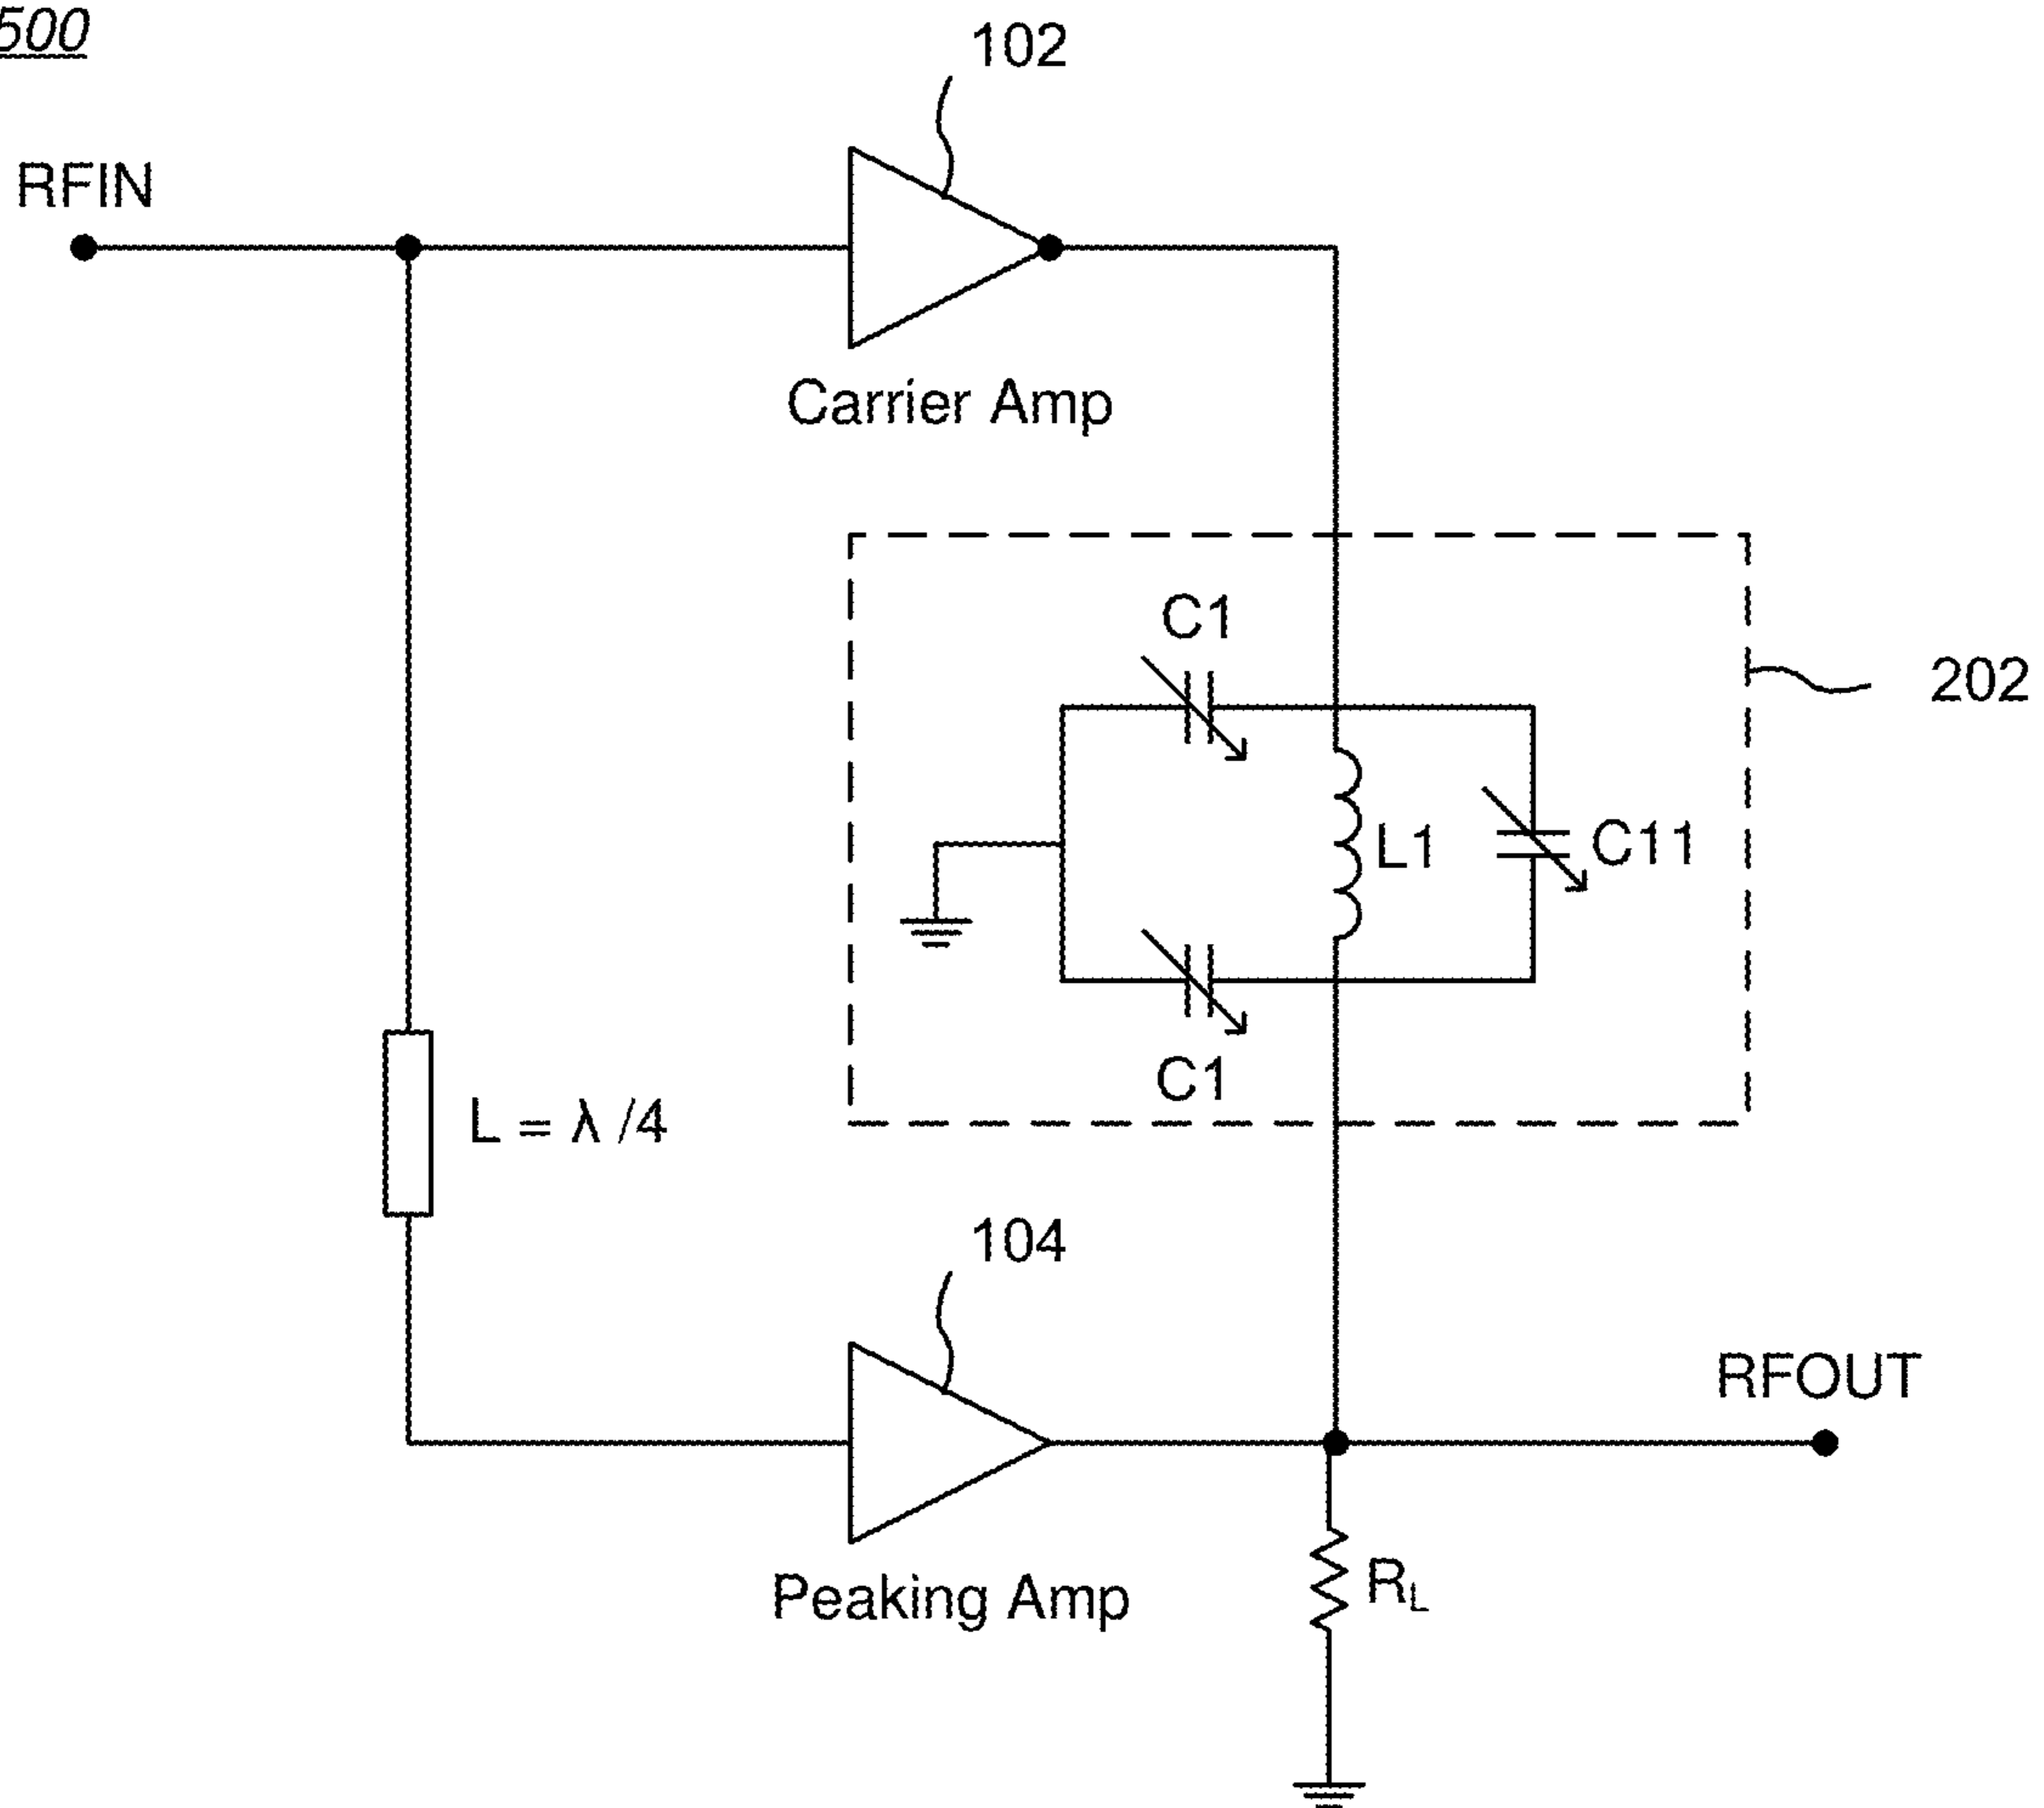 500
102
RFIN
Carrier Amp
C1
202
L1
C11
C1
L = λ /4
104
RFOUT
Peaking Amp
RL